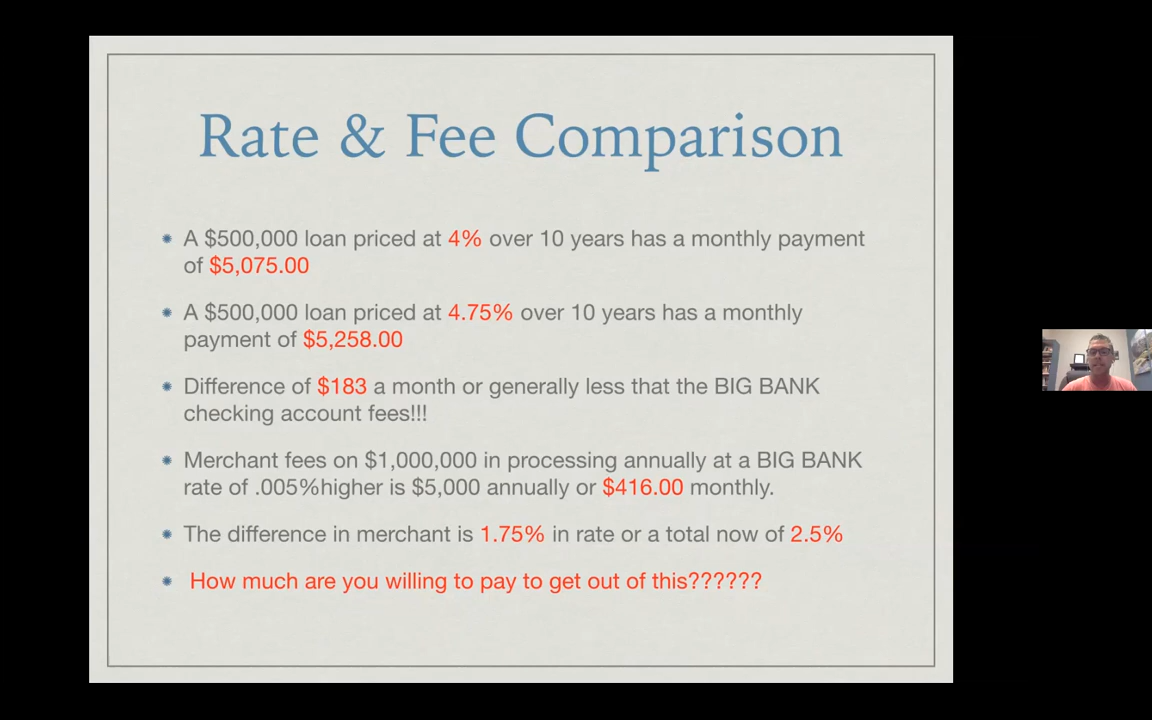 Rate & Fee Comparison
A $500,000 loan priced at 4% over 10 years has a monthly payment
of $5,075.00
A $500,000 loan priced at 4.75% over 10 years has a monthly
payment of $5,258.00
Difference of $183 a month or generally less that the BIG BANK
checking account fees!!!
Merchant fees on $1,000,000 in processing annually at a BIG BANK
rate of .005%higher is $5,000 annually or $416.00 monthly.
The difference in merchant is 1.75% in rate or a total now of 2.5%
How much are you willing to pay to get out of this??????